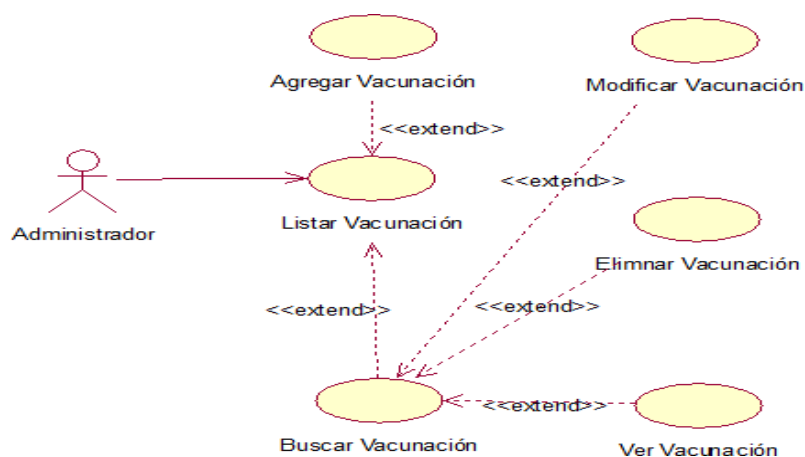 Agregar Vacunación
Modificar Vacunación
<<extend>>
<<extend>>
Administrador
Listar Vacunación
Elimnar Vacunación
<<extend>>
<<extend>>
<<extend>>
Buscar Vacunación
Ver Vacunación